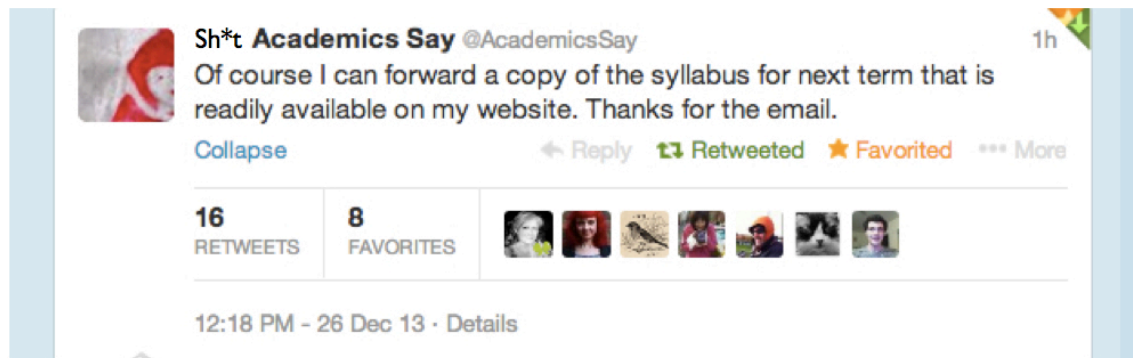 Sh*t Academics Say @AcademicsSay 1h
Of course I can forward a copy of the syllabus for next term that is
readily available on my website. Thanks for the email.
Collapse Reply Retweeted Favorited More
16 8
RETWEETS FAVORITES
12:18 PM - 26 Dec 13 · Details